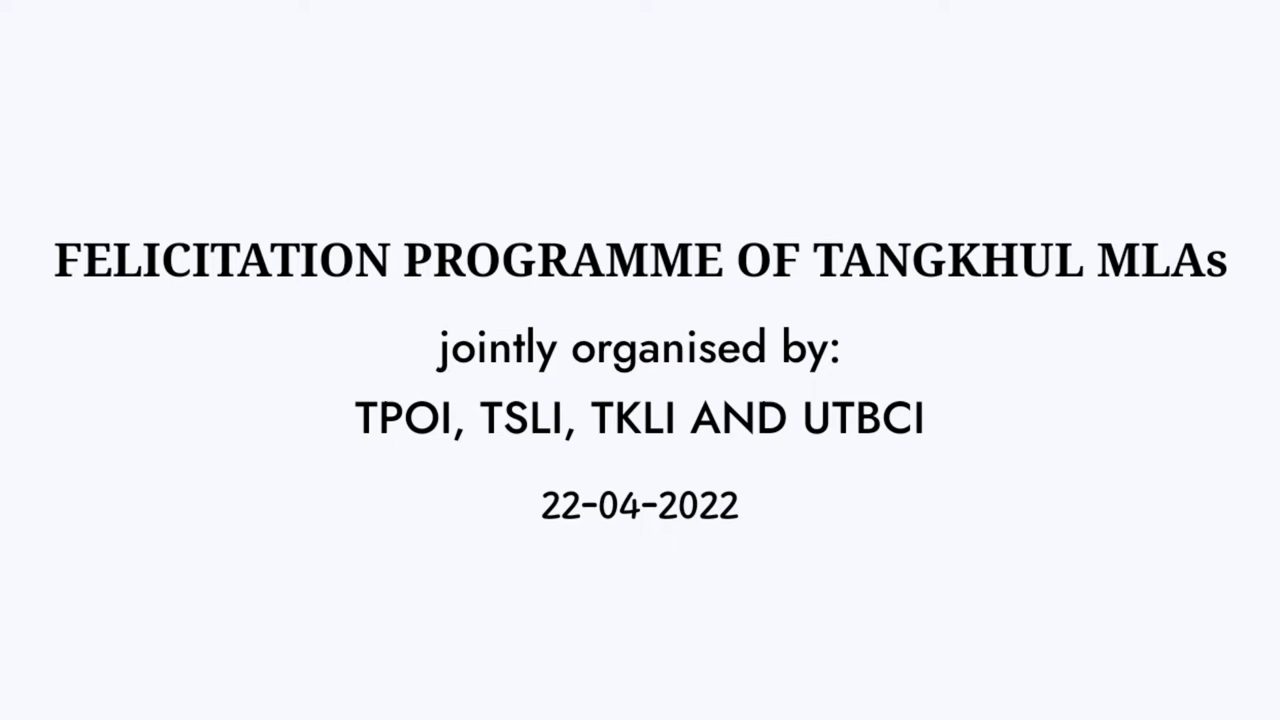 FELICITATION PROGRAMME OF TANGKHUL MLAs
jointly organised by:
TPOI, TSLI, TKLI AND UTBCI
22-04-2022